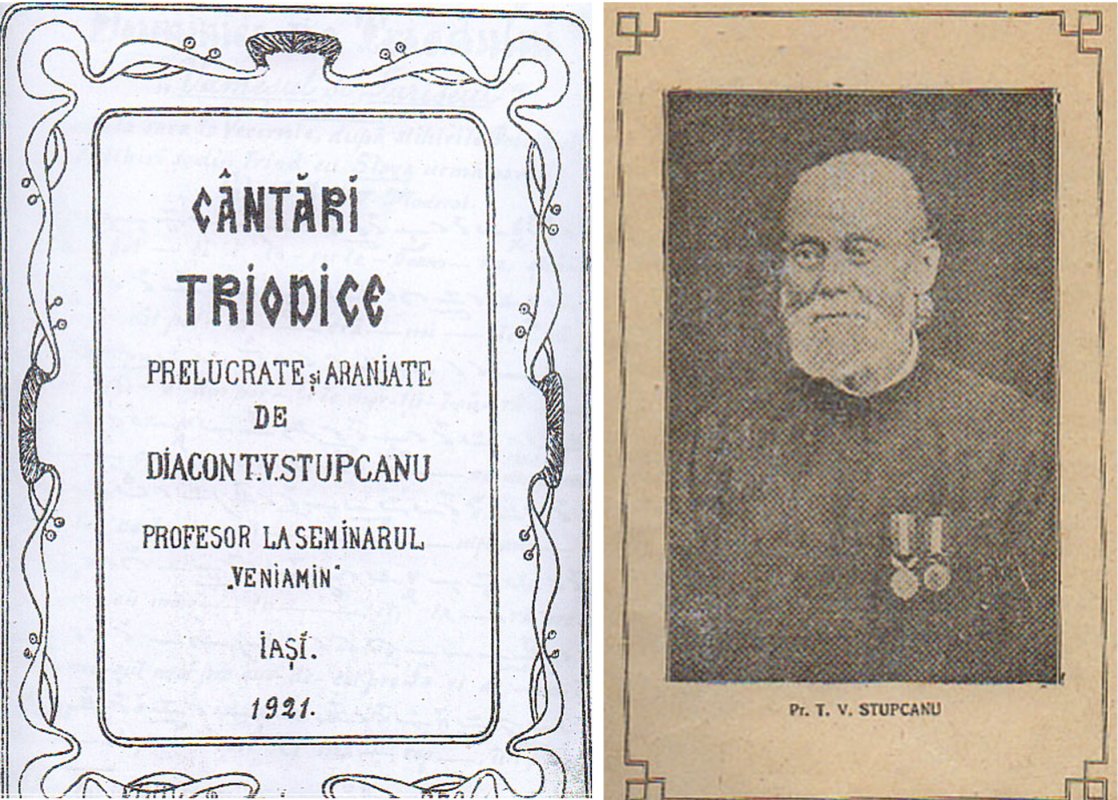 CÂNTĂRI
TRIODICE
PRELUCRATE și ARANJATE
DE
DIACON T.V. STUPCANU
PROFESOR LA SEMINARUL
„VENIAMIN“
IAȘI.
1921.
Pr. T. V. STUPCANU